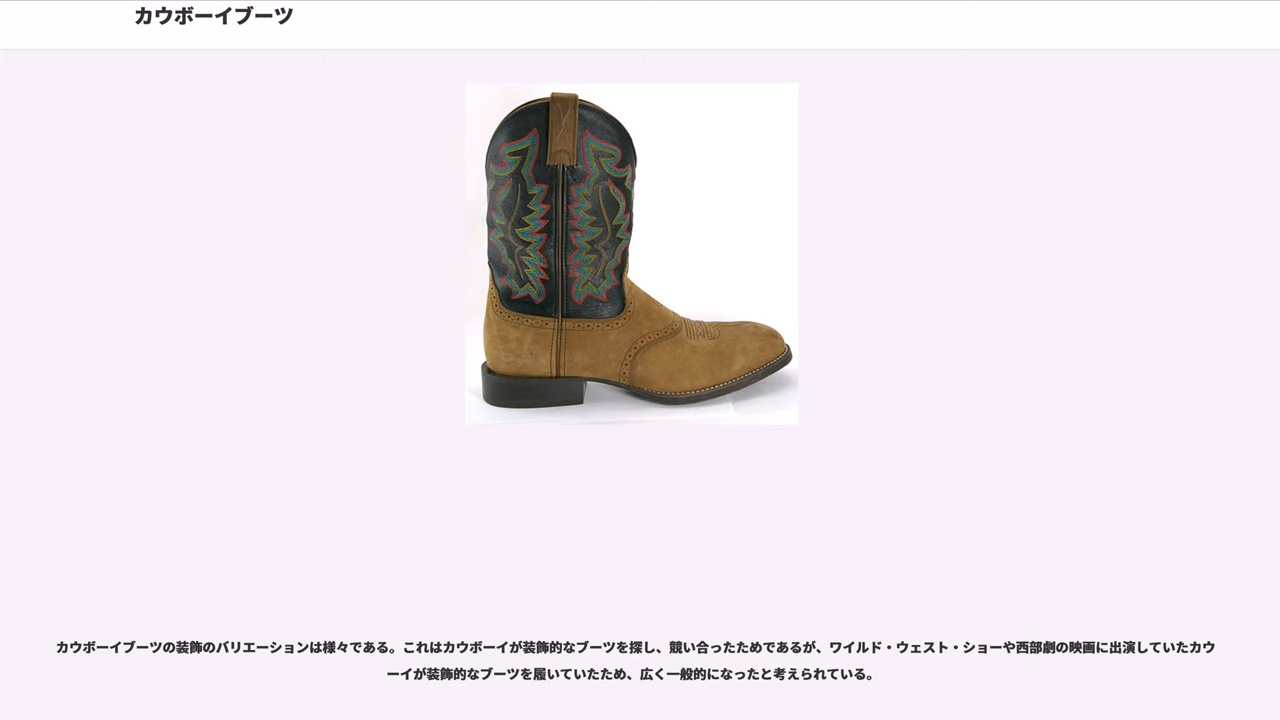 カウボーイブーツ
カウボーイブーツの装飾のバリエーションは様々である。これはカウボーイが装飾的なブーツを探し、競い合ったためであるが、ワイルド・ウェスト・ショーや西部劇の映画に出演していたカウ
ーイが装飾的なブーツを履いていたため、広く一般的になったと考えられている。